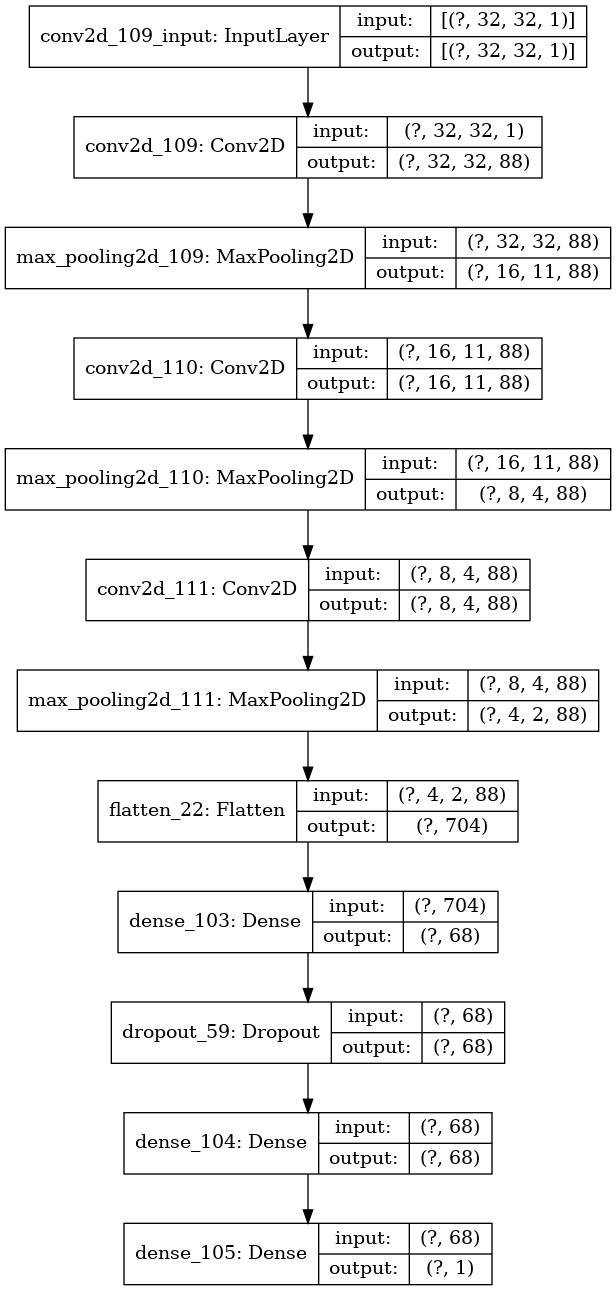 conv2d_109_input: InputLayer
input: [(?, 32, 32, 1)]
output: [(?, 32, 32, 1)]
conv2d_109: Conv2D
input: (?, 32, 32, 1)
output: (?, 32, 32, 88)
max_pooling2d_109: MaxPooling2D
input: (?, 32, 32, 88)
output: (?, 16, 11, 88)
conv2d_110: Conv2D
input: (?, 16, 11, 88)
output: (?, 16, 11, 88)
max_pooling2d_110: MaxPooling2D
input: (?, 16, 11, 88)
output: (?, 8, 4, 88)
conv2d_111: Conv2D
input: (?, 8, 4, 88)
output: (?, 8, 4, 88)
max_pooling2d_111: MaxPooling2D
input: (?, 8, 4, 88)
output: (?, 4, 2, 88)
flatten_22: Flatten
input: (?, 4, 2, 88)
output: (?, 704)
dense_103: Dense
input: (?, 704)
output: (?, 68)
dropout_59: Dropout
input: (?, 68)
output: (?, 68)
dense_104: Dense
input: (?, 68)
output: (?, 68)
dense_105: Dense
input: (?, 68)
output: (?, 1)